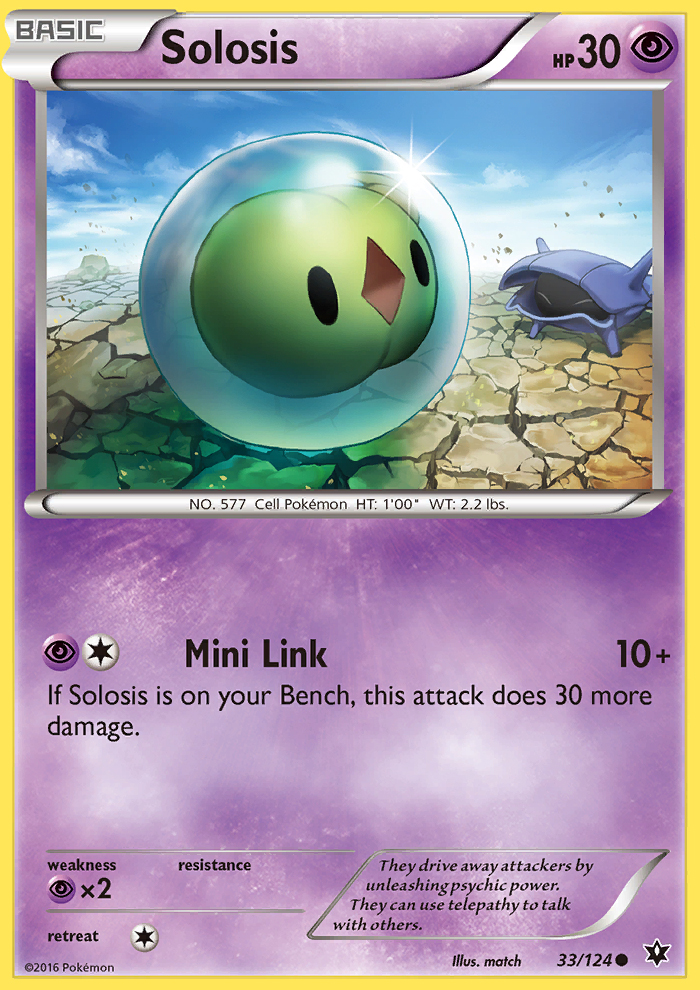 BASIC
Solosis
HP30
NO. 577 Cell Pokémon HT: 1'00" WT: 2.2 lbs.
Mini Link 10+
If Solosis is on your Bench, this attack does 30 more
damage.
weakness resistance
×2
retreat
They drive away attackers by
unleashing psychic power.
They can use telepathy to talk
with others.
Illus. match 33/124
©2016 Pokémon